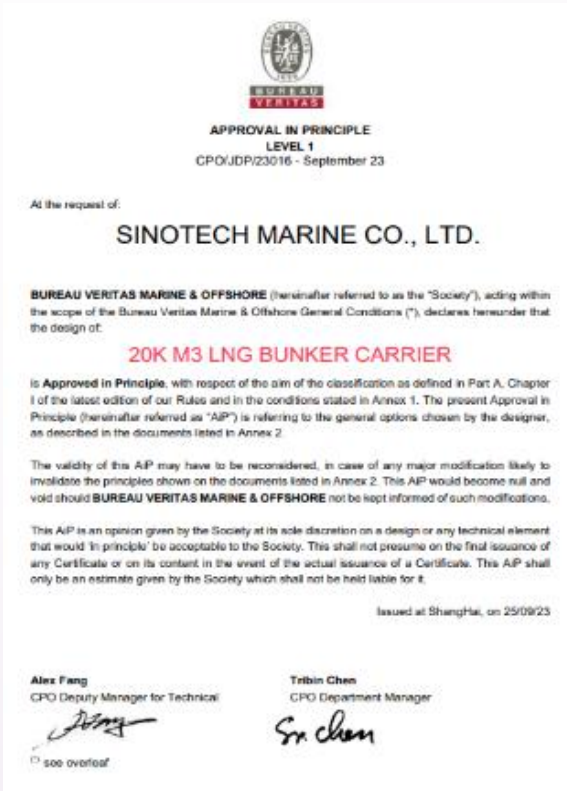 BUREAU
VERITAS
APPROVAL IN PRINCIPLE
LEVEL 1
CPO/JDP/23016 - September 23
At the request of:
SINOTECH MARINE CO., LTD.
BUREAU VERITAS MARINE & OFFSHORE (hereinafter referred to as the "Society"), acting within
the scope of the Bureau Veritas Marine & Offshore General Conditions (*), declares hereunder that
the design of:
20K M3 LNG BUNKER CARRIER
is Approved in Principle, with respect of the aim of the classification as defined in Part A, Chapter
I of the latest edition of our Rules and in the conditions stated in Annex 1. The present Approval in
Principle (hereinafter referred as "AiP") is referring to the general options chosen by the designer,
as described in the documents listed in Annex 2.
The validity of this AiP may have to be reconsidered, in case of any major modification likely to
invalidate the principles shown on the documents listed in Annex 2. This AiP would become null and
void should BUREAU VERITAS MARINE & OFFSHORE not be kept informed of such modifications.
This AiP is an opinion given by the Society at its sole discretion on a design or any technical element
that would 'in principle' be acceptable to the Society. This shall not presume on the final issuance of
any Certificate or on its content in the event of the actual issuance of a Certificate. This AiP shall
only be an estimate given by the Society which shall not be held liable for it.
Issued at ShangHai, on 25/09/23
Alex Fang
CPO Deputy Manager for Technical
Tribin Chen
CPO Department Manager
(*) see overleaf